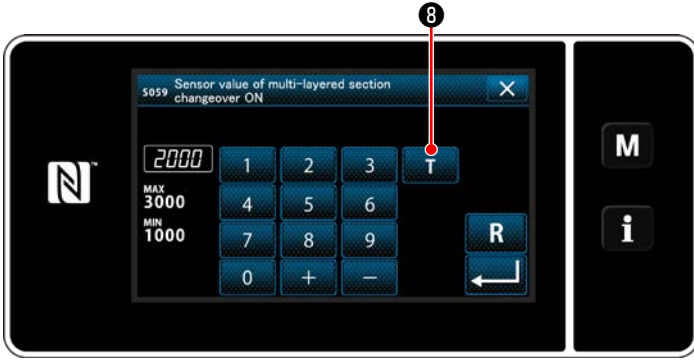 8
S059 Sensor value of multi-layered section
changeover ON
2000
MAX
3000
MIN
1000
1 2 3 T
4 5 6
7 8 9 R
0 + −
N™
M
i